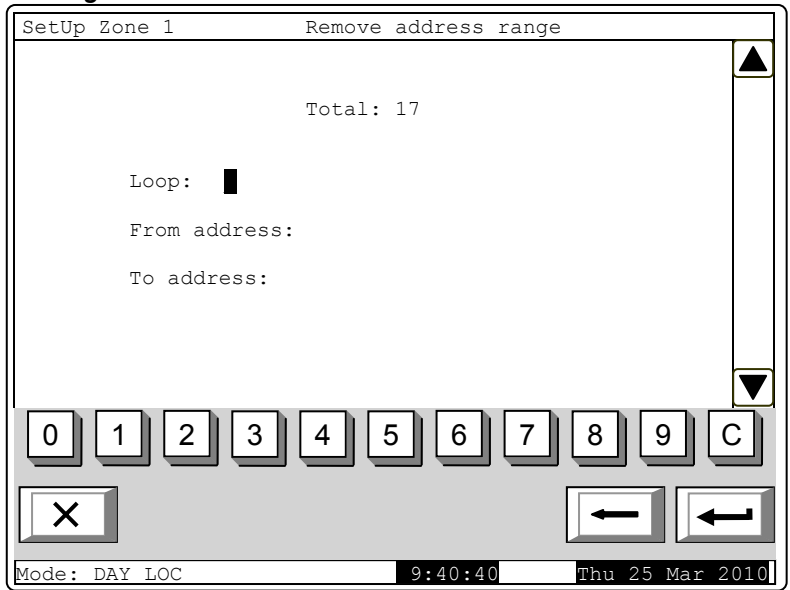 SetUp Zone 1 Remove address range
Total: 17
Loop:
From address:
To address:
0 1 2 3 4 5 6 7 8 9 C
Mode: DAY LOC 9:40:40 Thu 25 Mar 2010